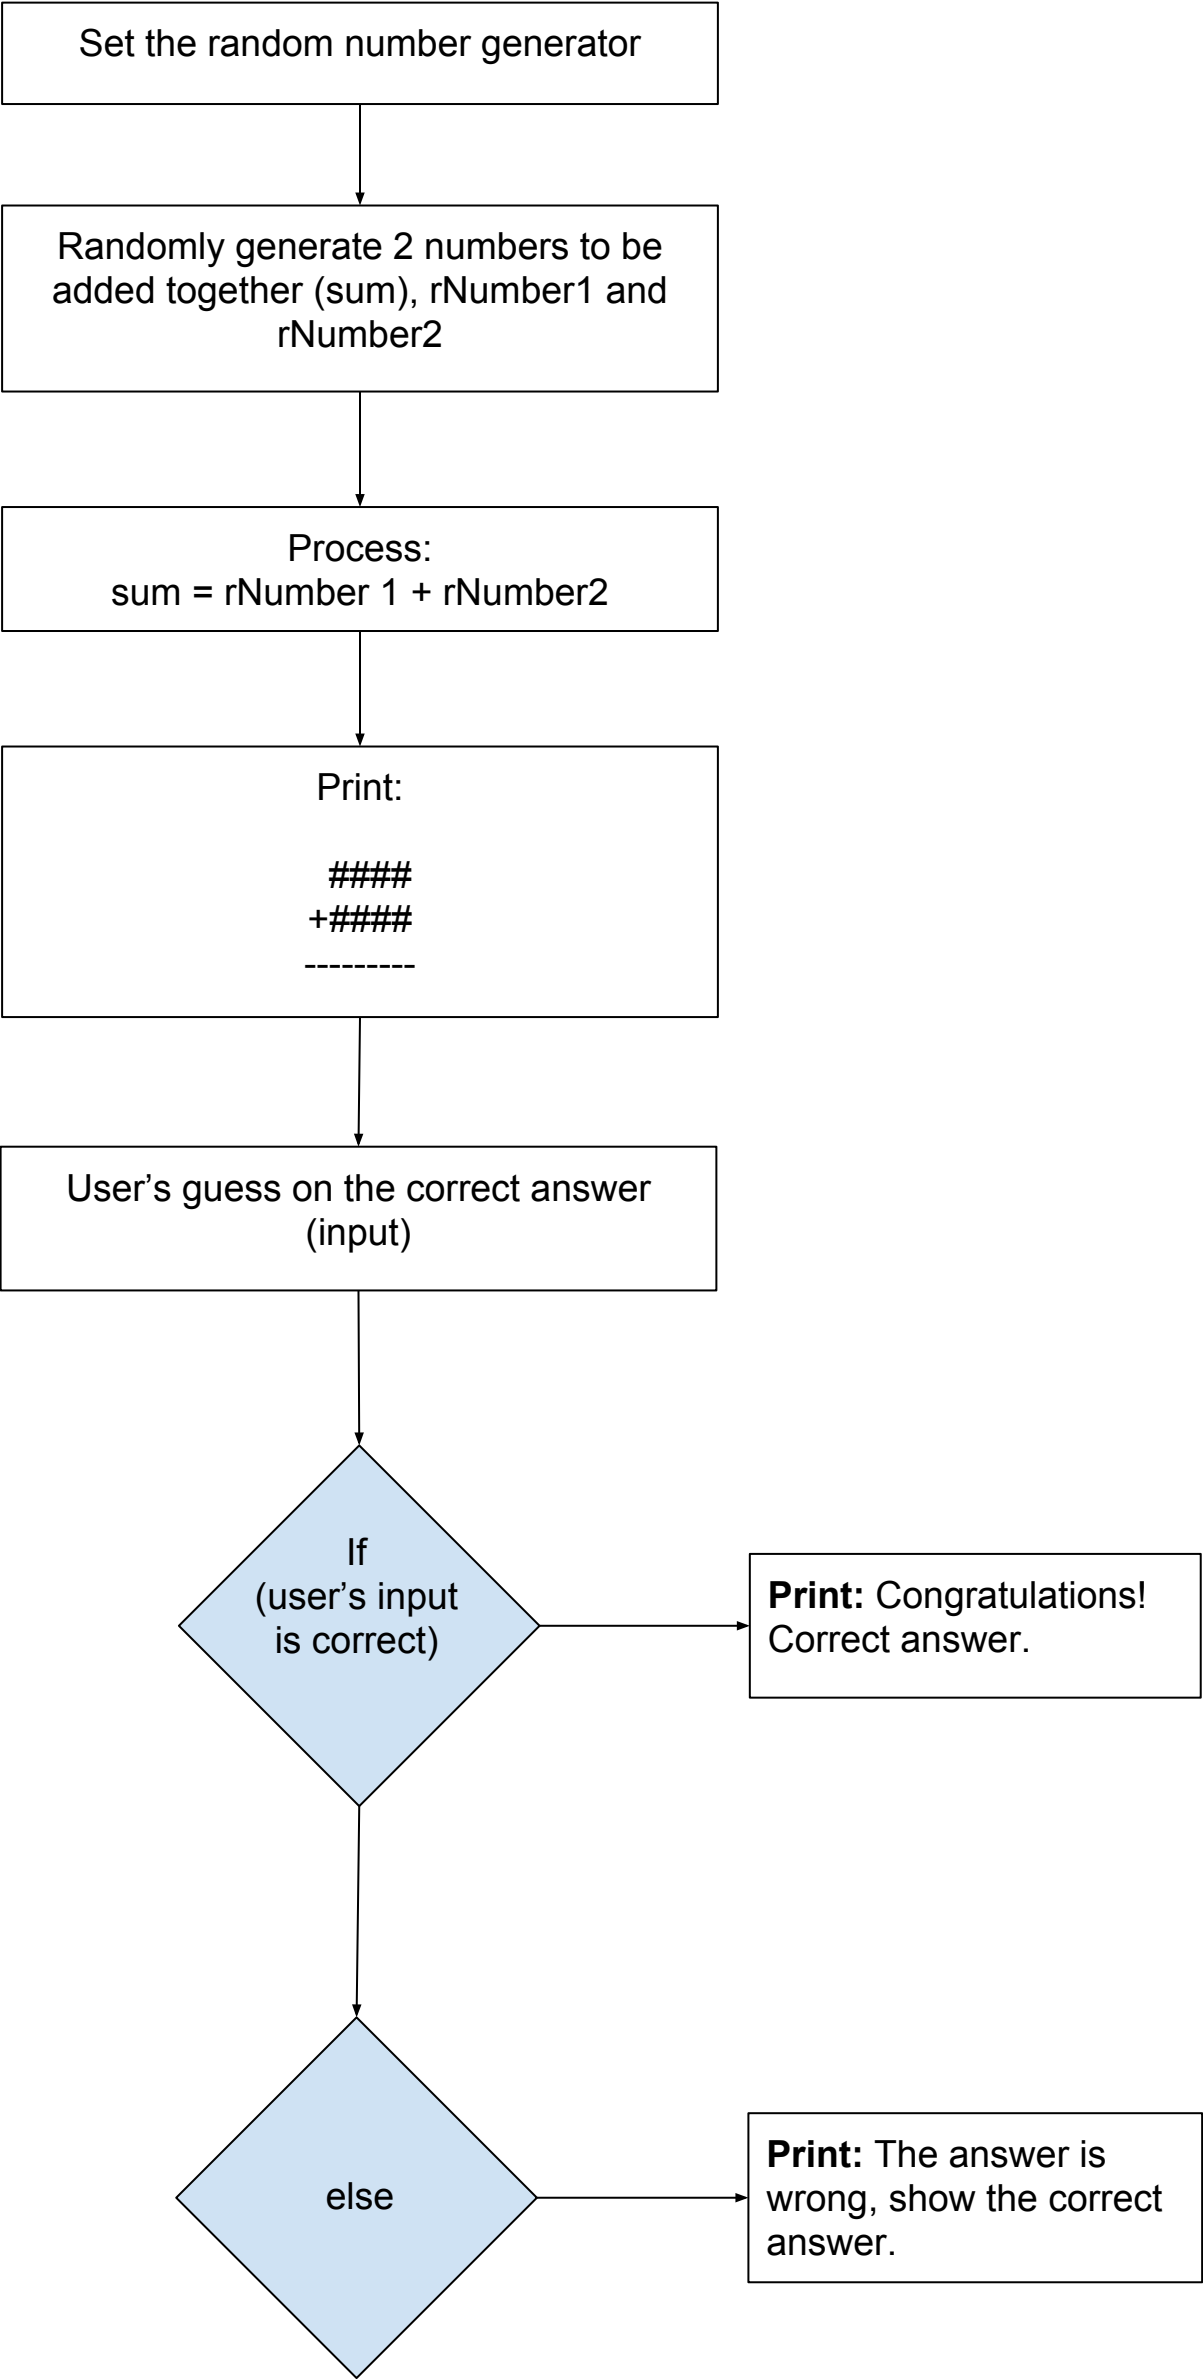 Set the random number generator
Randomly generate 2 numbers to be
added together (sum), rNumber1 and
rNumber2
Process:
sum = rNumber 1 + rNumber2
Print:
####
+####
---------
User’s guess on the correct answer
(input)
If
(user’s input
is correct)
Print: Congratulations!
Correct answer.
else
Print: The answer is
wrong, show the correct
answer.